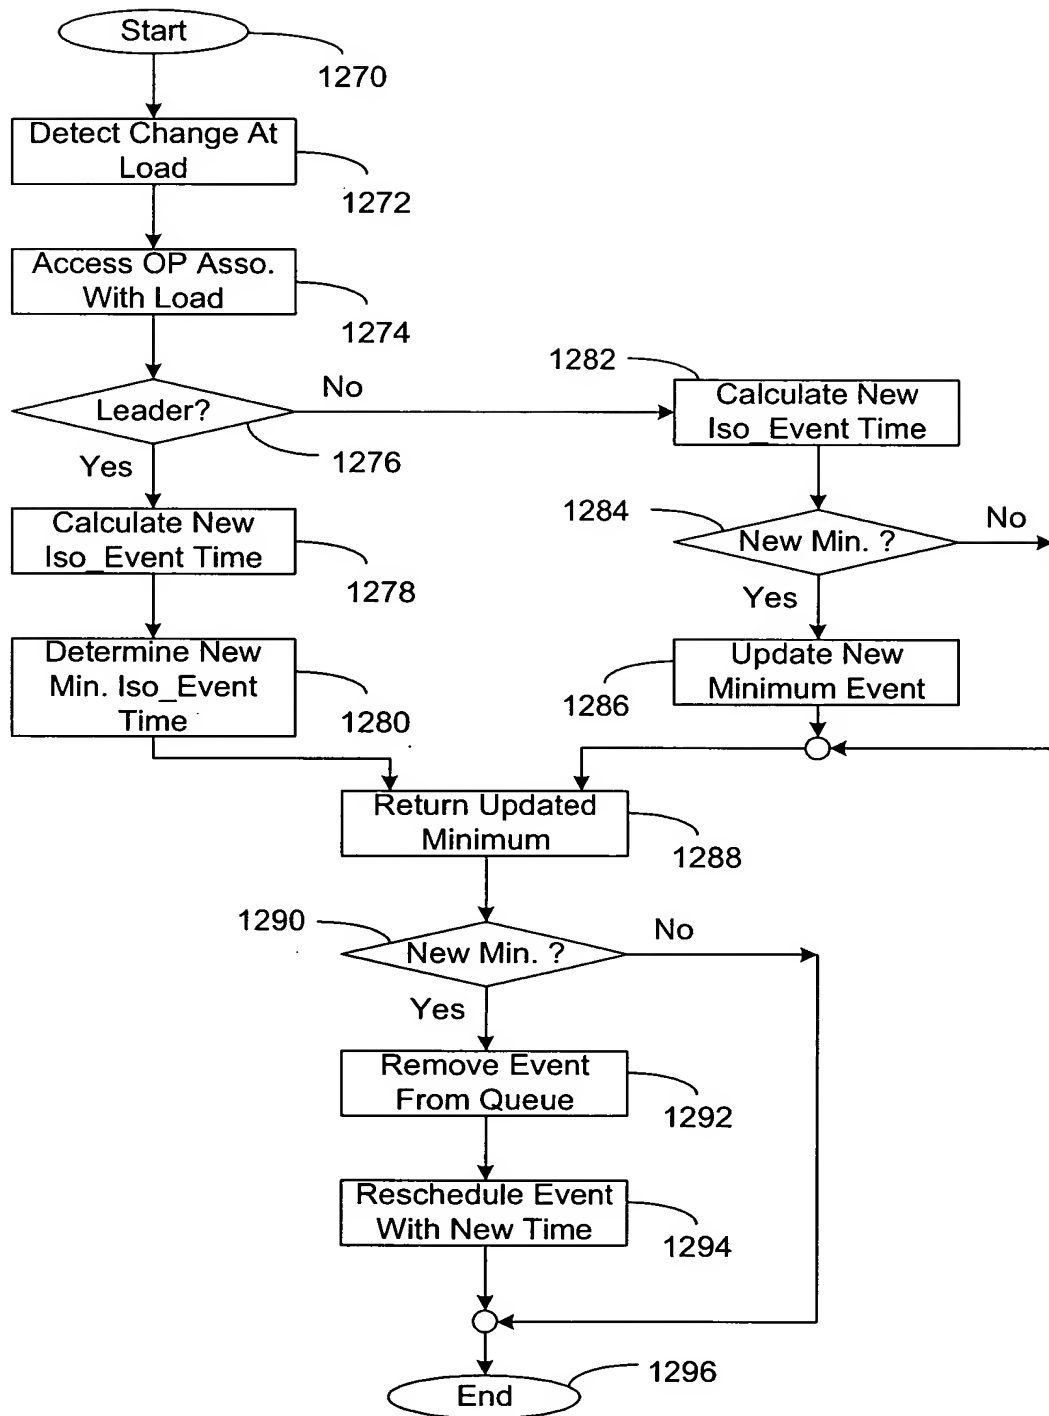 Start
1270
Detect Change At
Load
1272
Access OP Asso.
With Load
1274
Leader?
No
1276
Yes
1282
Calculate New
Iso_Event Time
Calculate New
Iso_Event Time
1278
1284
New Min. ?
No
Yes
Determine New
Min. Iso_Event
Time
1280
Update New
Minimum Event
1286
Return Updated
Minimum
1288
1290
New Min. ?
No
Yes
Remove Event
From Queue
1292
Reschedule Event
With New Time
1294
End
1296